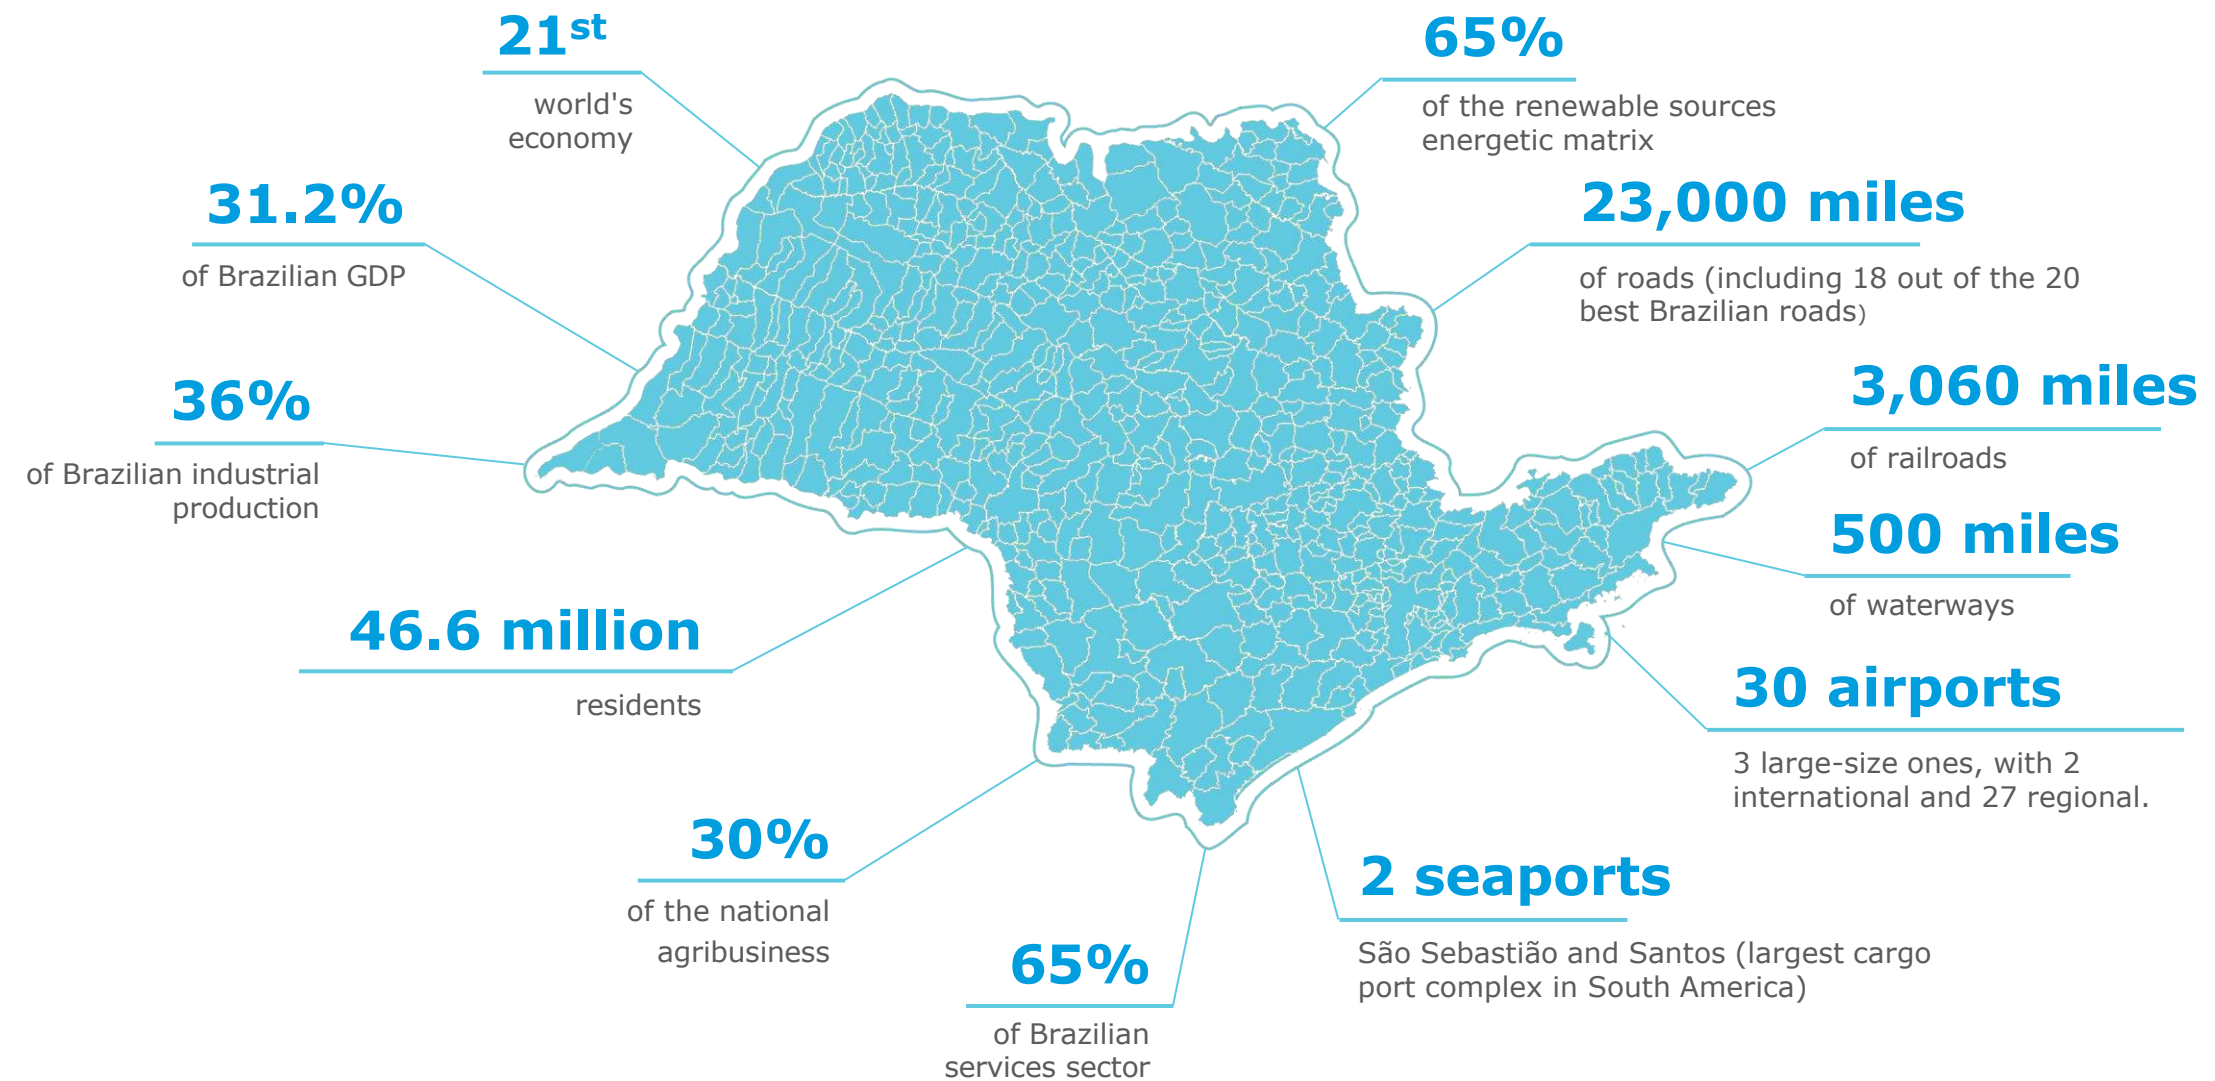 21st
world's
economy
65%
of the renewable sources
energetic matrix
31.2%
of Brazilian GDP
23,000 miles
of roads (including 18 out of the 20
best Brazilian roads)
36%
of Brazilian industrial
production
3,060 miles
of railroads
500 miles
of waterways
46.6 million
residents
30 airports
3 large-size ones, with 2
international and 27 regional.
30%
of the national
agribusiness
2 seaports
São Sebastião and Santos (largest cargo
port complex in South America)
65%
of Brazilian
services sector